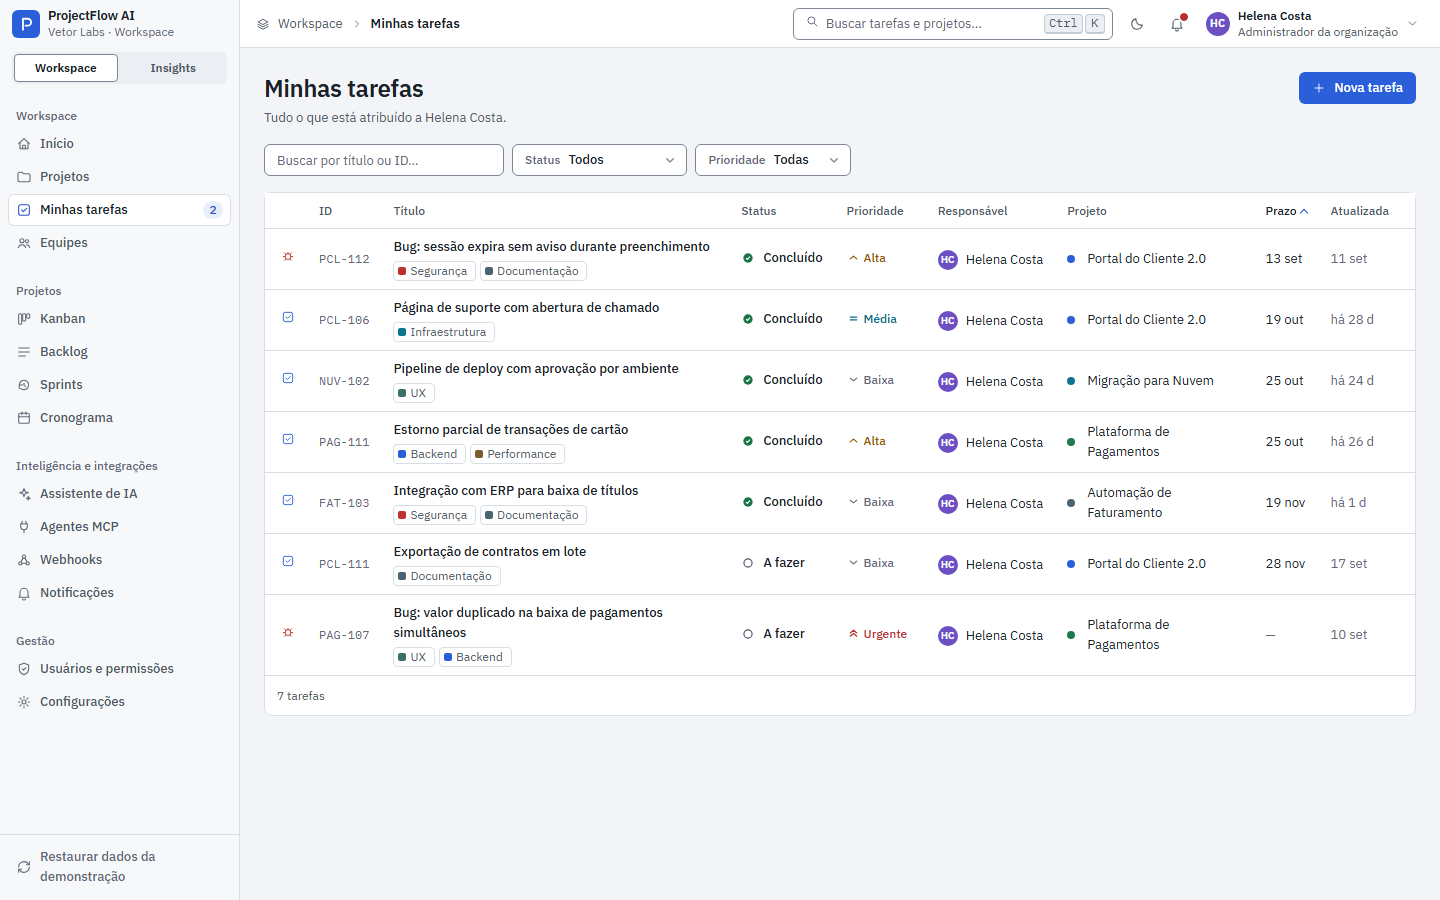 ProjectFlow AI
Vetor Labs · Workspace
Workspace
Insights
Workspace
Início
Projetos
Minhas tarefas
2
Equipes
Projetos
Kanban
Backlog
Sprints
Cronograma
Inteligência e integrações
Assistente de IA
Agentes MCP
Webhooks
Notificações
Gestão
Usuários e permissões
Configurações
Restaurar dados da
demonstração
Workspace
Minhas tarefas
Buscar tarefas e projetos...
Ctrl K
HC
Helena Costa
Administrador da organização
Minhas tarefas
Tudo o que está atribuído a Helena Costa.
Nova tarefa
Buscar por título ou ID...
Status Todos
Prioridade Todas
ID Título Status Prioridade Responsável Projeto Prazo Atualizada
PCL-112 Bug: sessão expira sem aviso durante preenchimento Concluído Alta HC Helena Costa Portal do Cliente 2.0 13 set 11 set
Segurança Documentação
PCL-106 Página de suporte com abertura de chamado Concluído Média HC Helena Costa Portal do Cliente 2.0 19 out há 28 d
Infraestrutura
NUV-102 Pipeline de deploy com aprovação por ambiente Concluído Baixa HC Helena Costa Migração para Nuvem 25 out há 24 d
UX
PAG-111 Estorno parcial de transações de cartão Concluído Alta HC Helena Costa Plataforma de
Pagamentos 25 out há 26 d
Backend Performance
FAT-103 Integração com ERP para baixa de títulos Concluído Baixa HC Helena Costa Automação de
Faturamento 19 nov há 1 d
Segurança Documentação
PCL-111 Exportação de contratos em lote A fazer Baixa HC Helena Costa Portal do Cliente 2.0 28 nov 17 set
Documentação
PAG-107 Bug: valor duplicado na baixa de pagamentos
simultâneos A fazer Urgente HC Helena Costa Plataforma de
Pagamentos — 10 set
UX Backend
7 tarefas